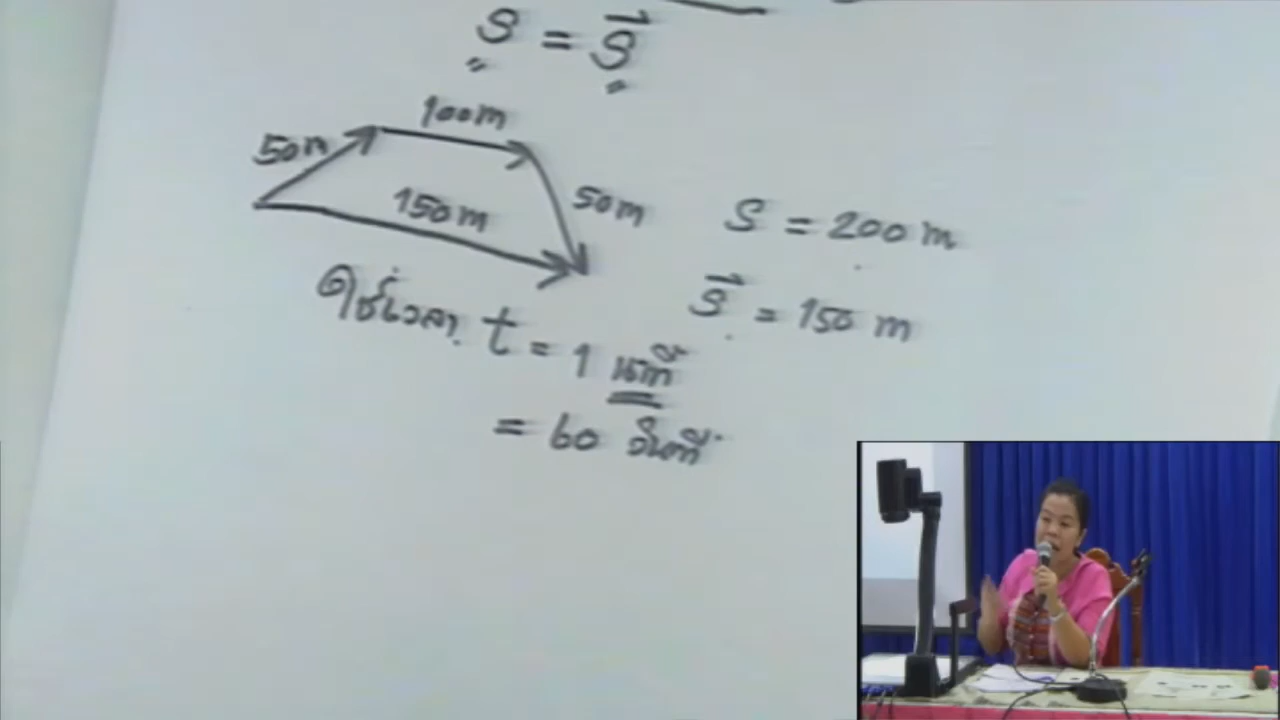 S = S⃗
100m
50m
150m
50m
S = 200 m
S⃗ = 150 m
ใช้เวลา t = 1 นาที
= 60 วินาที